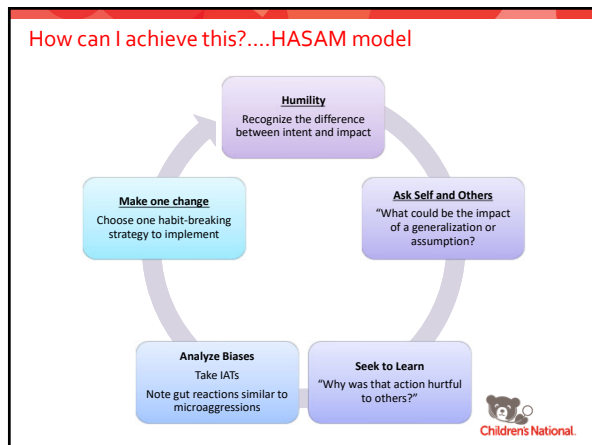 How can I achieve this?....HASAM model
Humility
Recognize the difference
between intent and impact
Ask Self and Others
“What could be the impact
of a generalization or
assumption?
Seek to Learn
“Why was that action hurtful
to others?”
Analyze Biases
Take IATs
Note gut reactions similar to
microaggressions
Make one change
Choose one habit-breaking
strategy to implement
Children's National.